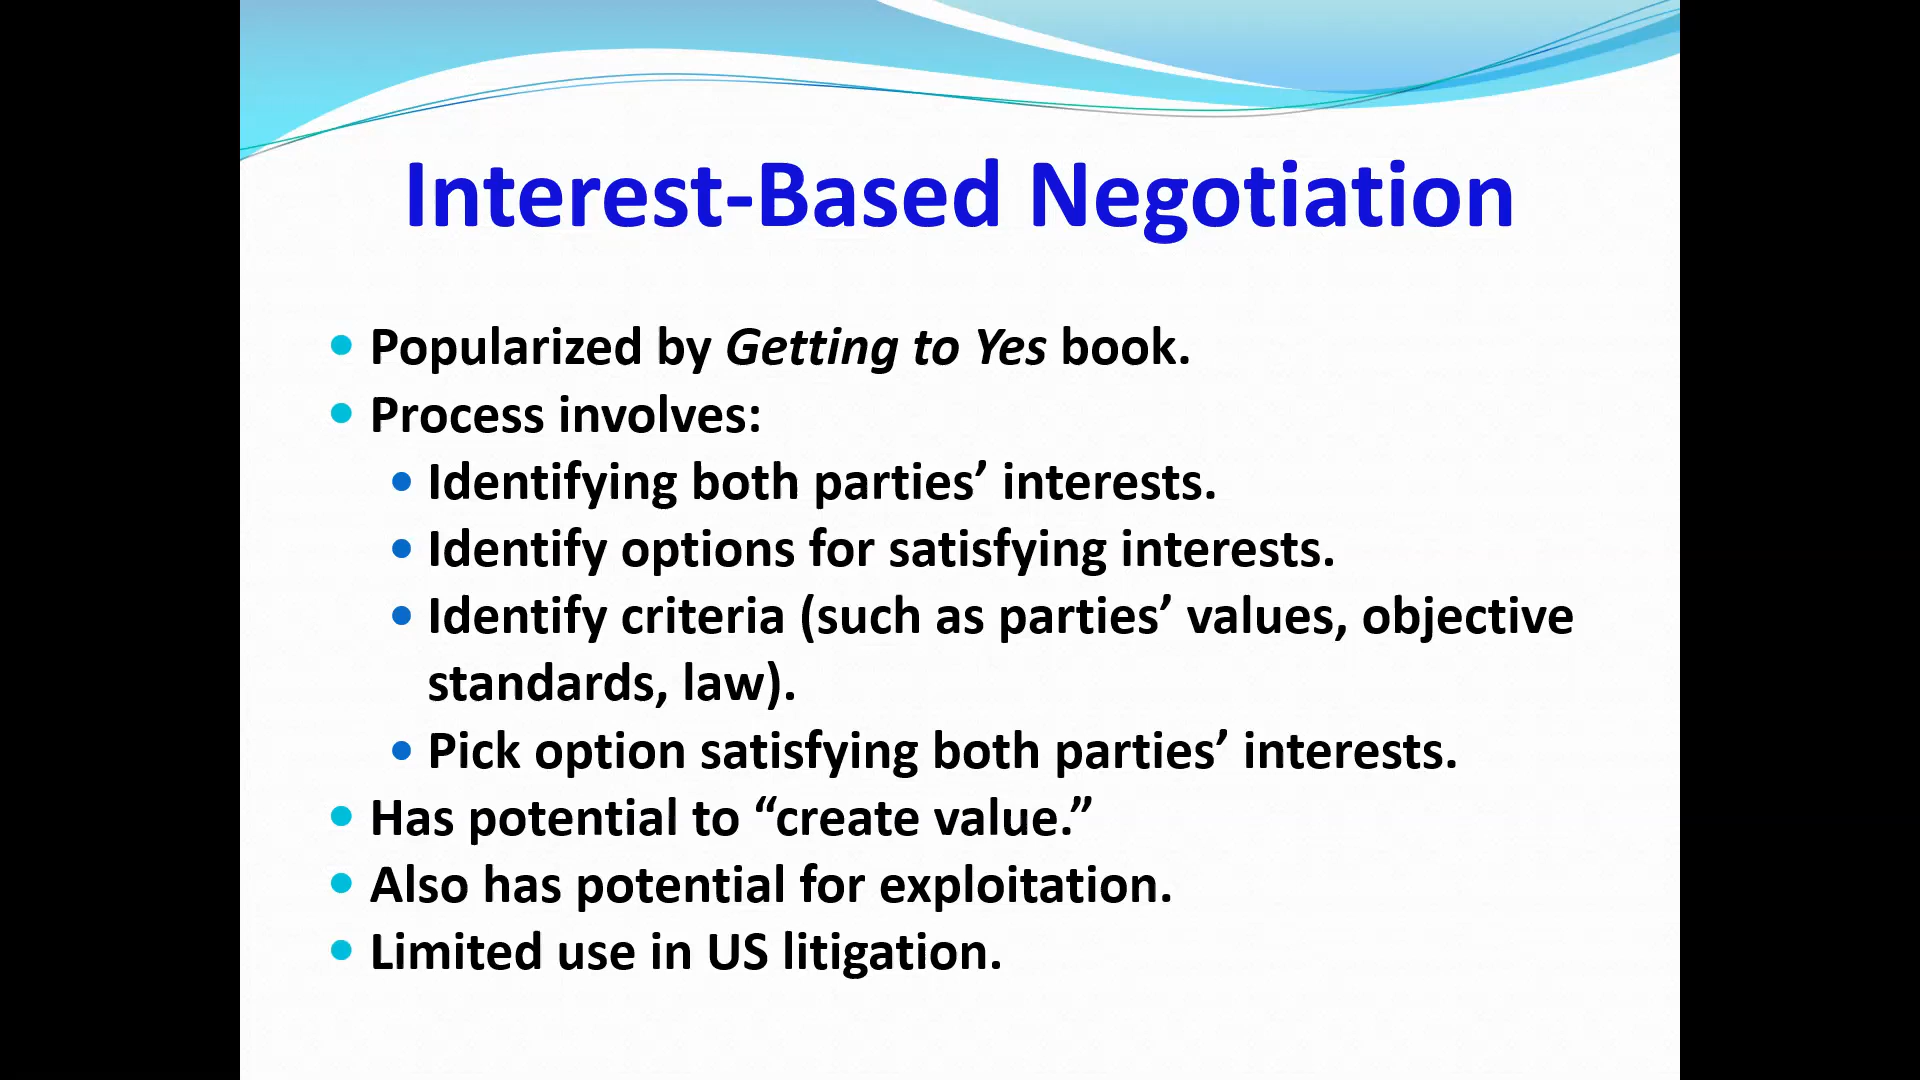 Interest-Based Negotiation
• Popularized by Getting to Yes book.
• Process involves:
• Identifying both parties’ interests.
• Identify options for satisfying interests.
• Identify criteria (such as parties’ values, objective
standards, law).
• Pick option satisfying both parties’ interests.
• Has potential to “create value.”
• Also has potential for exploitation.
• Limited use in US litigation.